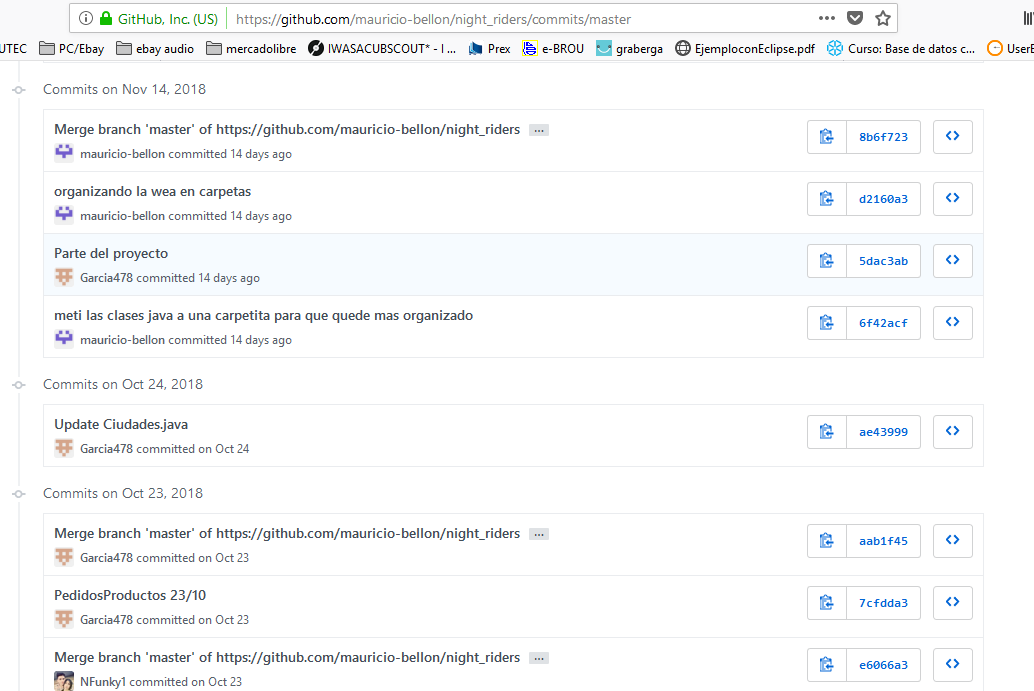 GitHub, Inc. (US) https://github.com/mauricio-bellon/night_riders/commits/master
UTEC PC/Ebay ebay audio mercadolibre IWASACUBSCOUT* - I ... Prex e-BROU graberga EjemploconEclipse.pdf Curso: Base de datos c... UserE
Commits on Nov 14, 2018
Merge branch 'master' of https://github.com/mauricio-bellon/night_riders ...
8b6f723
mauricio-bellon committed 14 days ago
organizando la wea en carpetas
d2160a3
mauricio-bellon committed 14 days ago
Parte del proyecto
5dac3ab
Garcia478 committed 14 days ago
meti las clases java a una carpetita para que quede mas organizado
6f42acf
mauricio-bellon committed 14 days ago
Commits on Oct 24, 2018
Update Ciudades.java
ae43999
Garcia478 committed on Oct 24
Commits on Oct 23, 2018
Merge branch 'master' of https://github.com/mauricio-bellon/night_riders ...
aab1f45
Garcia478 committed on Oct 23
PedidosProductos 23/10
7cfdda3
Garcia478 committed on Oct 23
Merge branch 'master' of https://github.com/mauricio-bellon/night_riders ...
e6066a3
NFunky1 committed on Oct 23